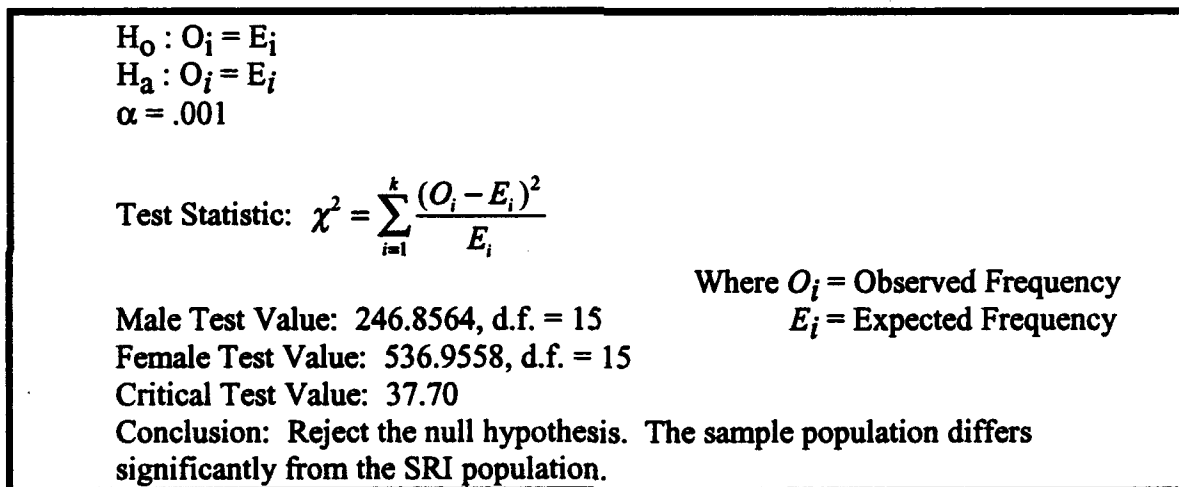 H₀ : Oᵢ = Eᵢ
Hₐ : Oᵢ = Eᵢ
α = .001
Test Statistic: χ² = ∑ᵢ₌₁ᵏ (Oᵢ − Eᵢ)² / Eᵢ
Where Oᵢ = Observed Frequency
Male Test Value: 246.8564, d.f. = 15 Eᵢ = Expected Frequency
Female Test Value: 536.9558, d.f. = 15
Critical Test Value: 37.70
Conclusion: Reject the null hypothesis. The sample population differs
significantly from the SRI population.